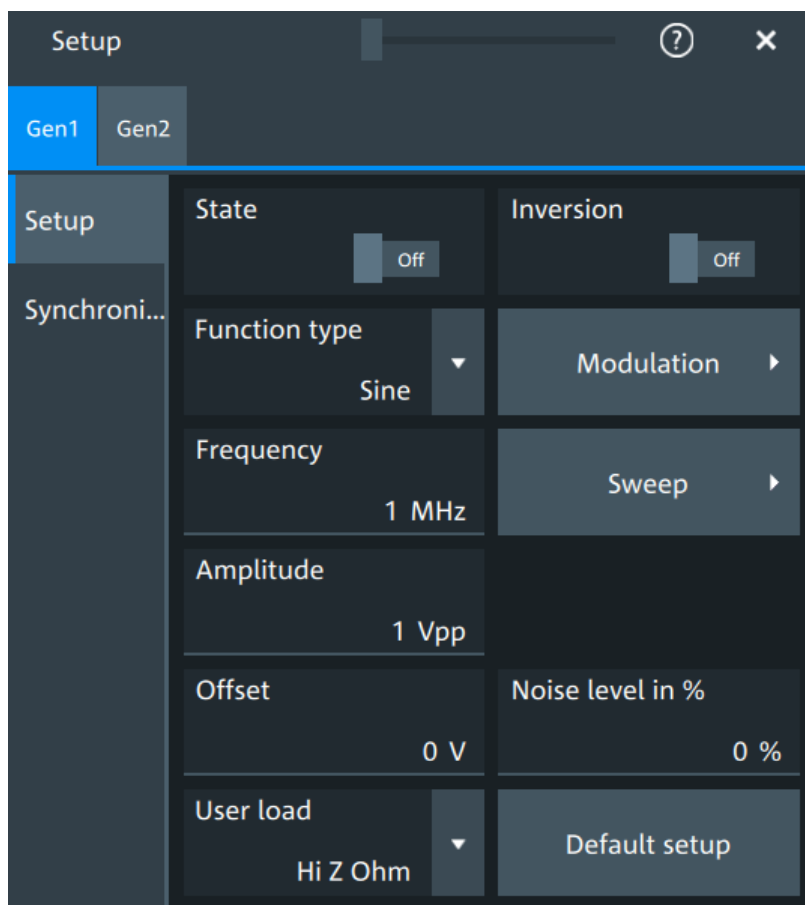 Setup
?
Gen1 Gen2
Setup
Synchroni...
State
Off
Inversion
Off
Function type
Sine
Modulation
Frequency
1 MHz
Sweep
Amplitude
1 Vpp
Offset
0 V
Noise level in %
0 %
User load
Hi Z Ohm
Default setup